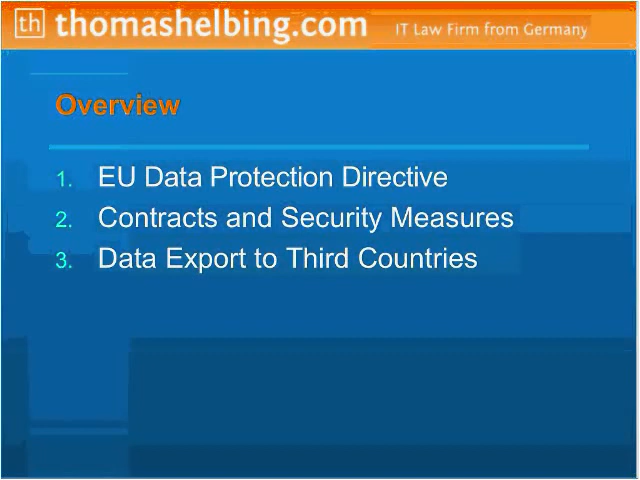 th thomashelbing.com IT Law Firm from Germany
Overview
1. EU Data Protection Directive
2. Contracts and Security Measures
3. Data Export to Third Countries